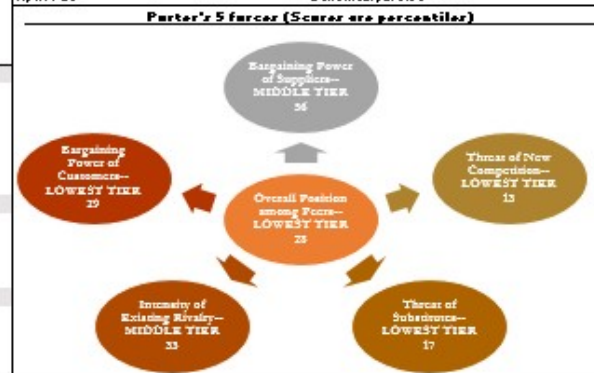 Porter's 5 forces (Scores are percentiles)
Bargaining Power
of Suppliers--
MIDDLE TIER
36
Bargaining
Power of
Customers--
LOWEST TIER
29
Threat of New
Competition--
LOWEST TIER
13
Overall Position
among Peers--
LOWEST TIER
Intensity of
Existing Rivalry--
MIDDLE TIER
33
Threat of
Substitutes--
LOWEST TIER
17